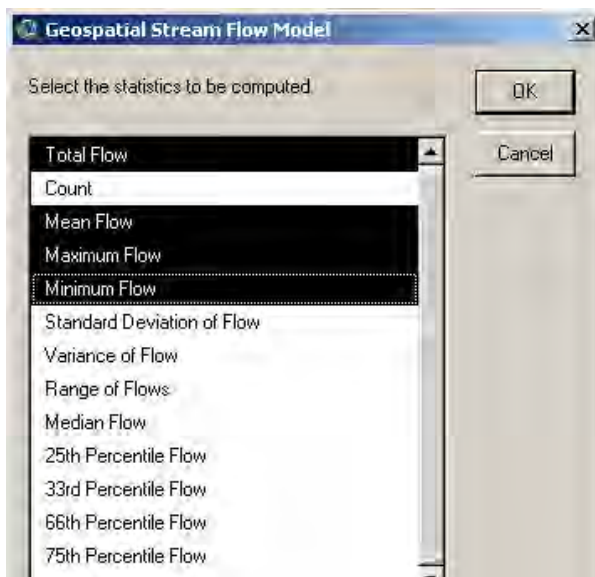 Geospatial Stream Flow Model
Select the statistics to be computed
OK
Cancel
Total Flow
Count
Mean Flow
Maximum Flow
Minimum Flow
Standard Deviation of Flow
Variance of Flow
Range of Flows
Median Flow
25th Percentile Flow
33rd Percentile Flow
66th Percentile Flow
75th Percentile Flow